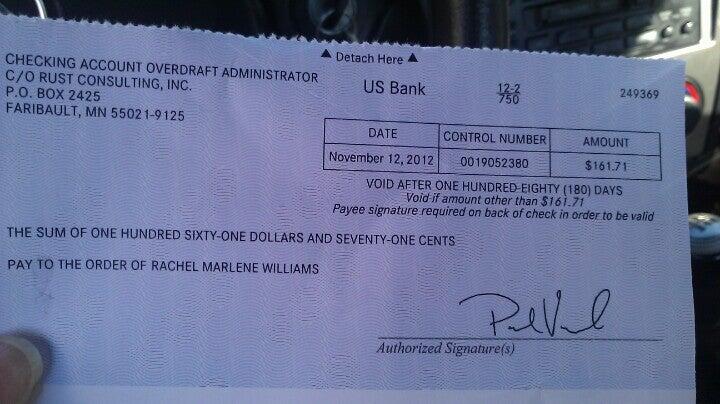 ▲ Detach Here ▲
CHECKING ACCOUNT OVERDRAFT ADMINISTRATOR
C/O RUST CONSULTING, INC.
P.O. BOX 2425
FARIBAULT, MN 55021-9125
US Bank
12-2
750
249369
DATE CONTROL NUMBER AMOUNT
November 12, 2012 0019052380 $161.71
VOID AFTER ONE HUNDRED-EIGHTY (180) DAYS
Void if amount other than $161.71
Payee signature required on back of check in order to be valid
THE SUM OF ONE HUNDRED SIXTY-ONE DOLLARS AND SEVENTY-ONE CENTS
PAY TO THE ORDER OF RACHEL MARLENE WILLIAMS
Authorized Signature(s)